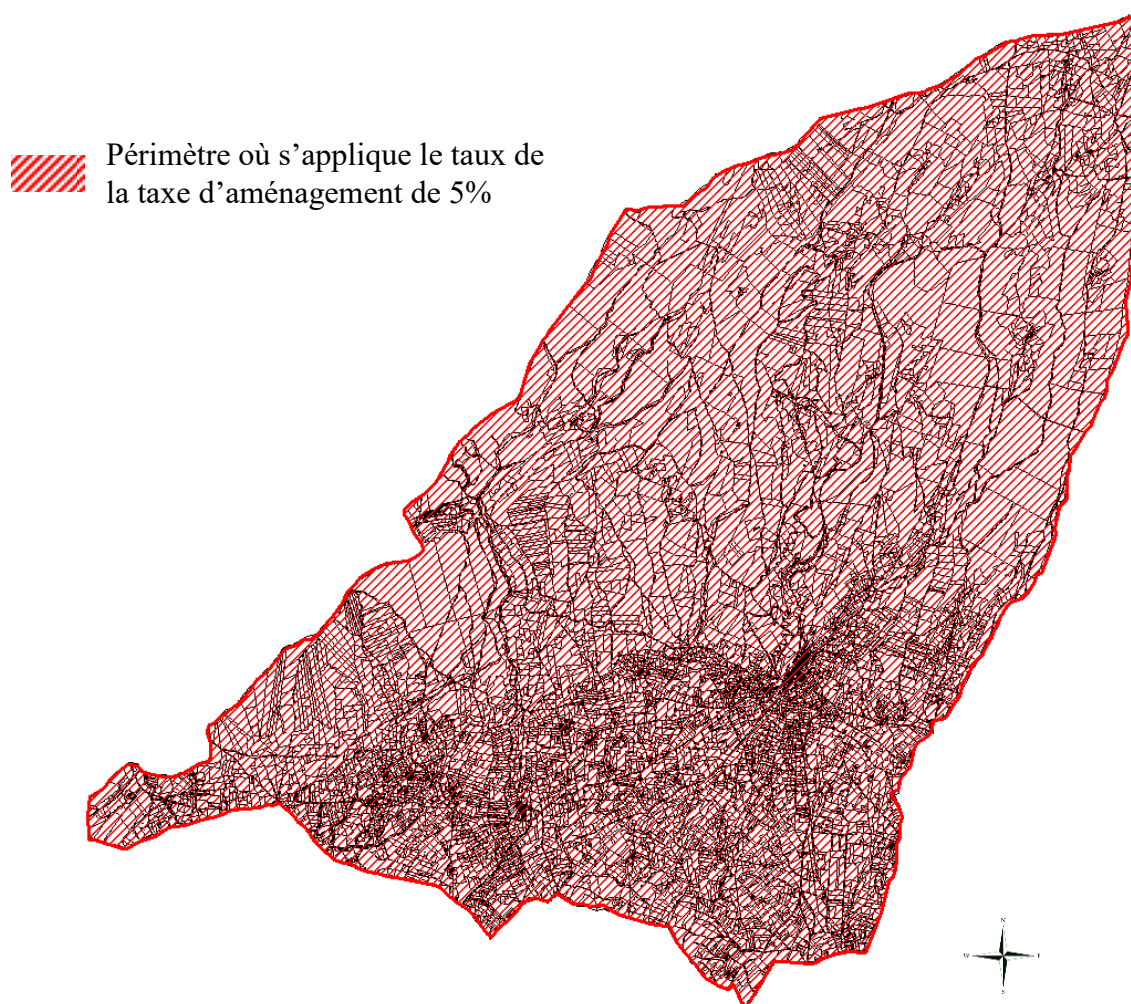 Périmètre où s’applique le taux de
la taxe d’aménagement de 5%
N
W
S